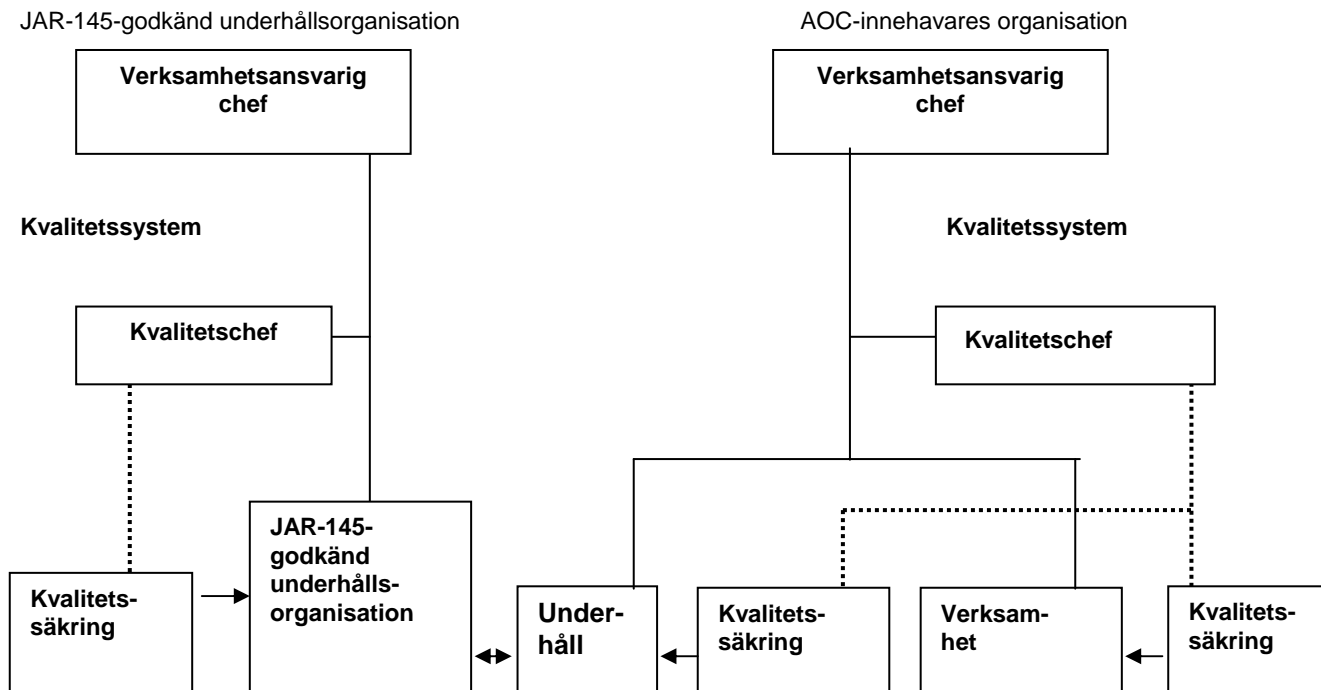 JAR-145-godkänd underhållsorganisation
AOC-innehavares organisation
Verksamhetsansvarig
chef
Verksamhetsansvarig
chef
Kvalitetssystem
Kvalitetssystem
Kvalitetschef
Kvalitetschef
JAR-145-
godkänd
underhålls-
organisation
Kvalitets-
säkring
Under-
håll
Kvalitets-
säkring
Verksam-
het
Kvalitets-
säkring